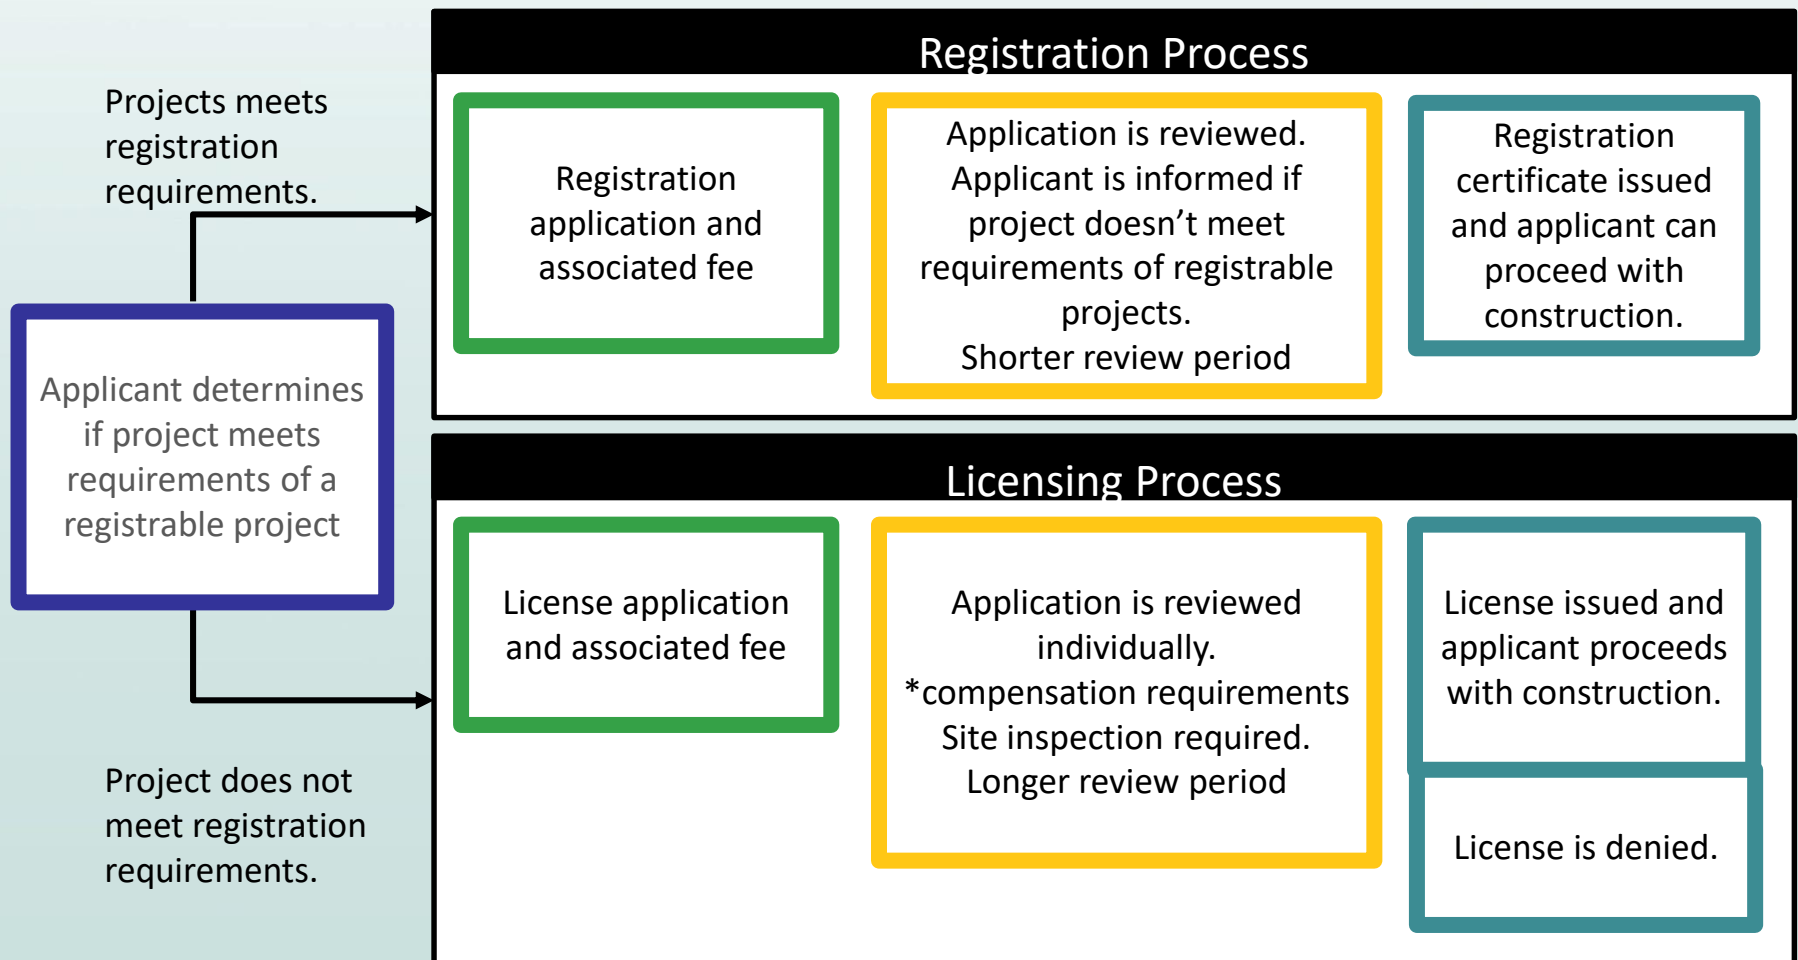 Registration Process
Projects meets
registration
requirements.
Registration
application and
associated fee
Application is reviewed.
Applicant is informed if
project doesn’t meet
requirements of registrable
projects.
Shorter review period
Registration
certificate issued
and applicant can
proceed with
construction.
Applicant determines
if project meets
requirements of a
registrable project
Licensing Process
License application
and associated fee
Application is reviewed
individually.
*compensation requirements
Site inspection required.
Longer review period
License issued and
applicant proceeds
with construction.
License is denied.
Project does not
meet registration
requirements.